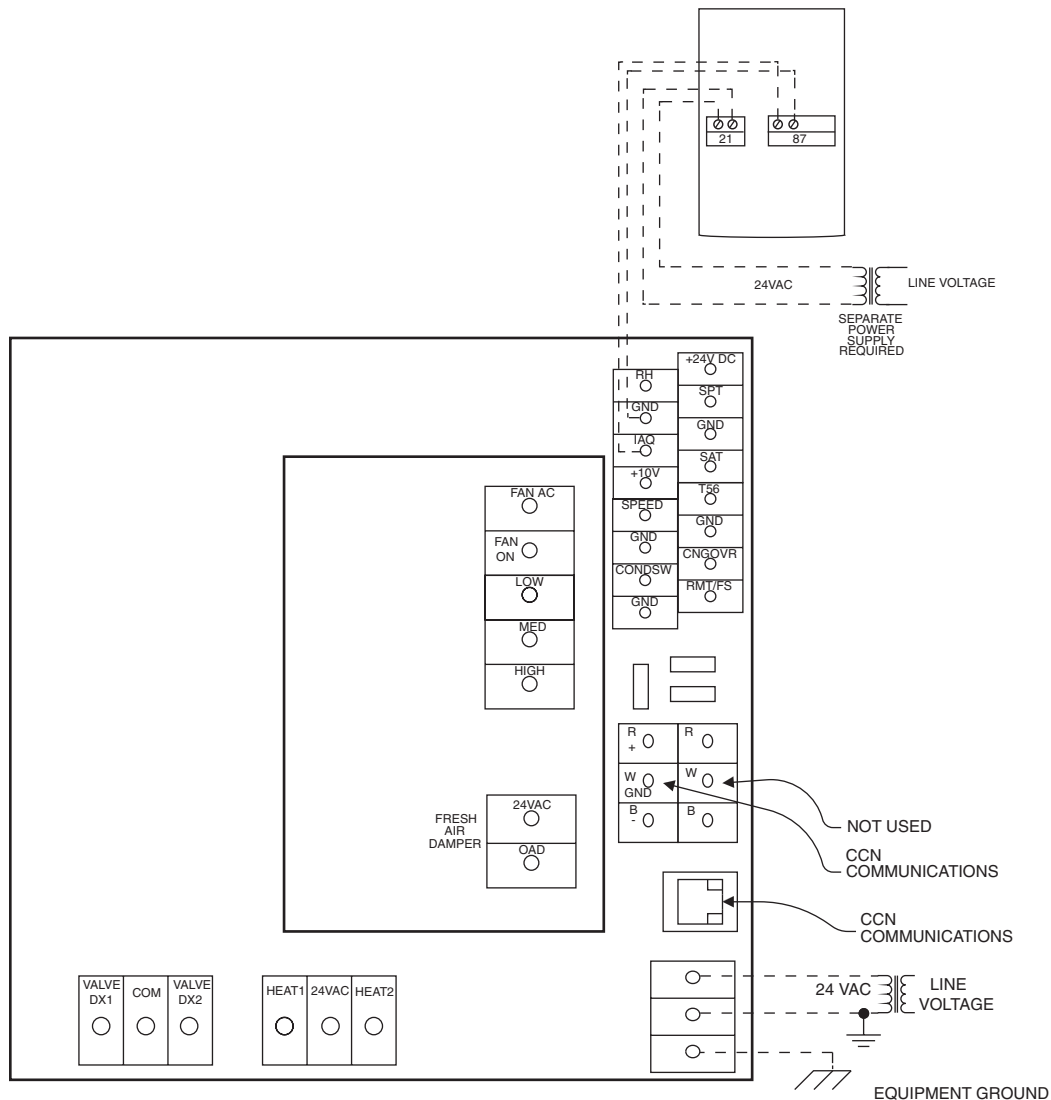 21
87
24VAC
LINE VOLTAGE
SEPARATE
POWER
SUPPLY
REQUIRED
RH
GND
IAQ
+10V
SPEED
GND
CONDSW
GND
+24V DC
SPT
GND
SAT
T56
GND
CNGOVR
RMT/FS
FAN AC
FAN
ON
LOW
MED
HIGH
FRESH
AIR
DAMPER
24VAC
OAD
R
+
W
GND
B
-
R
W
B
NOT USED
CCN
COMMUNICATIONS
CCN
COMMUNICATIONS
VALVE
DX1
COM
VALVE
DX2
HEAT1
24VAC
HEAT2
24 VAC
LINE
VOLTAGE
EQUIPMENT GROUND